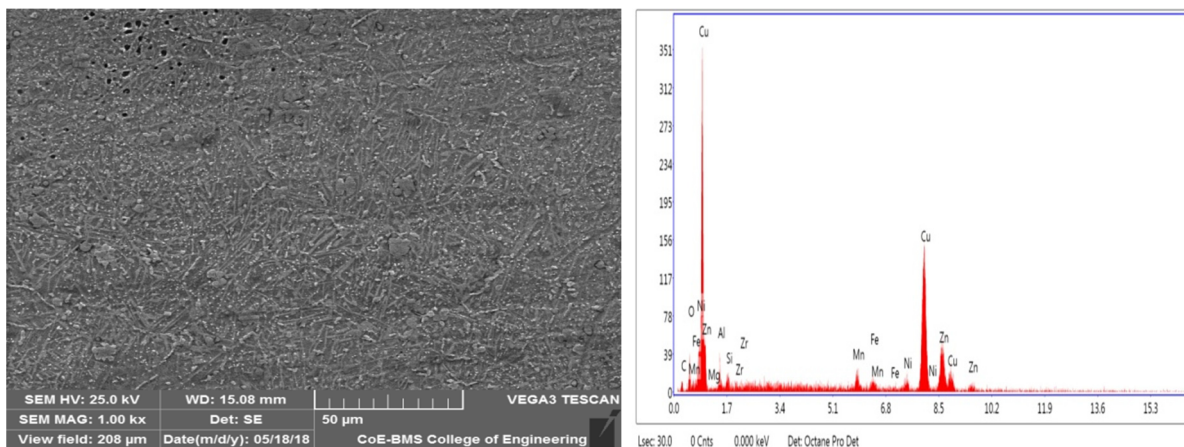 SEM HV: 25.0 kV WD: 15.08 mm VEGA3 TESCAN
SEM MAG: 1.00 kx Det: SE 50 µm
View field: 208 µm Date(m/d/y): 05/18/18 CoE-BMS College of Engineering
351
312
273
234
195
156
117
78
39
0
Cu
O
Ni
Fe
Zn
C
Mn
Mg
Al
Si
Zr
Zr
Mn
Fe
Mn
Fe
Ni
Cu
Ni
Zn
Cu
Zn
0.0 1.7 3.4 5.1 6.8 8.5 10.2 11.9 13.6 15.3
Lsec: 30.0 0 Cnts 0.000 keV Det: Octane Pro Det